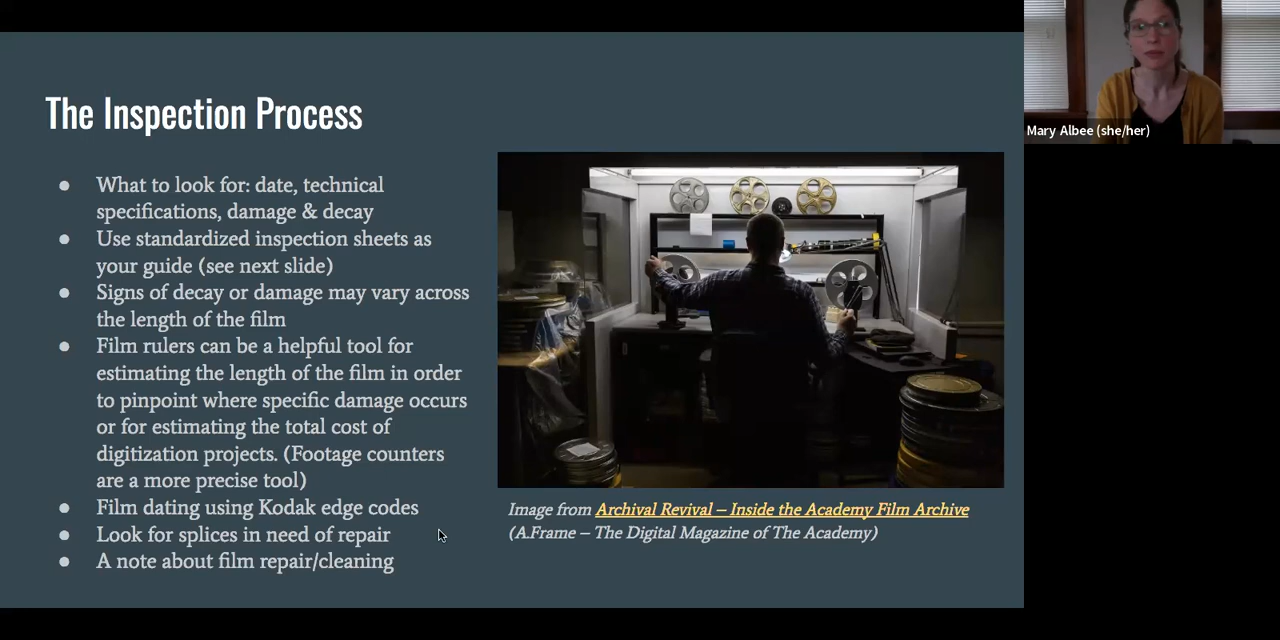 The Inspection Process
● What to look for: date, technical
specifications, damage & decay
● Use standardized inspection sheets as
your guide (see next slide)
● Signs of decay or damage may vary across
the length of the film
● Film rulers can be a helpful tool for
estimating the length of the film in order
to pinpoint where specific damage occurs
or for estimating the total cost of
digitization projects. (Footage counters
are a more precise tool)
● Film dating using Kodak edge codes
● Look for splices in need of repair
● A note about film repair/cleaning
Image from Archival Revival – Inside the Academy Film Archive
(A.Frame – The Digital Magazine of The Academy)
Mary Albee (she/her)